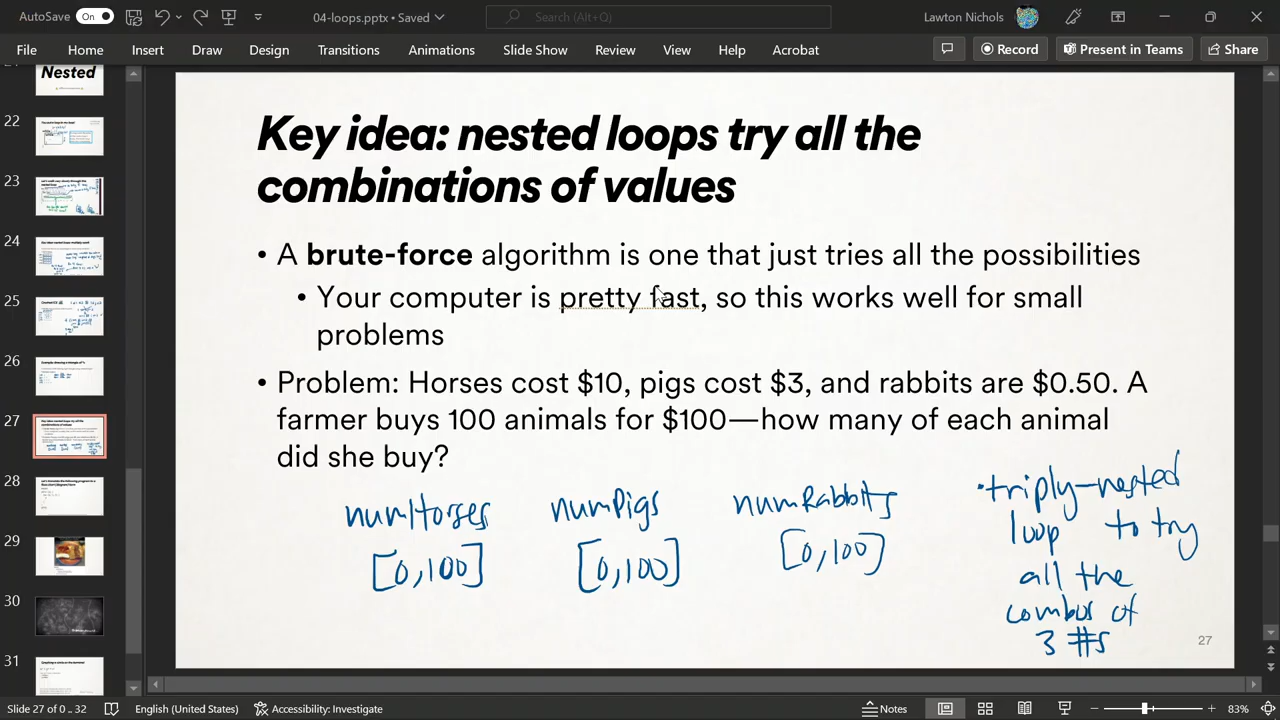 AutoSave On 04-loops.pptx • Saved Search (Alt+Q) Lawton Nichols
File Home Insert Draw Design Transitions Animations Slide Show Review View Help Acrobat Record Present in Teams Share
Nested
22
23
24
25
26
27
28
29
30
31
Key idea: nested loops try all the
combinations of values
• A brute-force algorithm is one that just tries all the possibilities
• Your computer is pretty fast, so this works well for small
problems
• Problem: Horses cost $10, pigs cost $3, and rabbits are $0.50. A
farmer buys 100 animals for $100—how many of each animal
did she buy?
numHorses numPigs numRabbits
[0,100] [0,100] [0,100]
• triply-nested
loop to try
all the
combos of
3 #s
27
Slide 27 of 0 .. 32 English (United States) Accessibility: Investigate Notes 83%